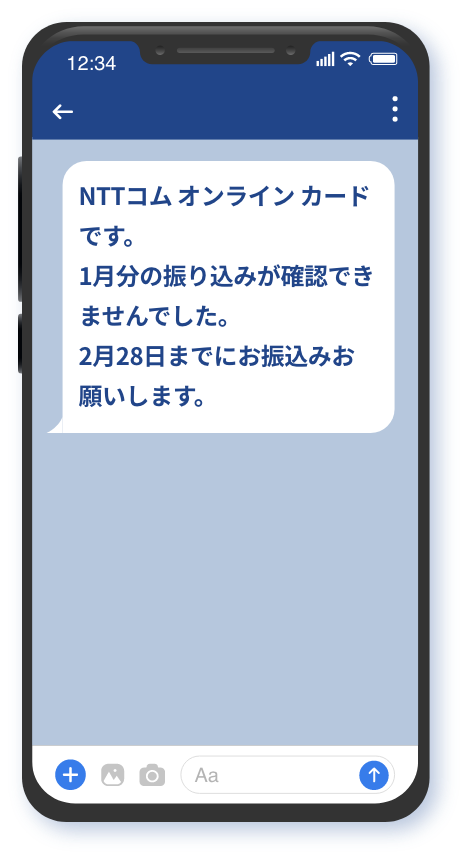 12:34
NTTコム オンライン カード
です。
1月分の振り込みが確認でき
ませんでした。
2月28日までにお振込みお
願いします。
Aa